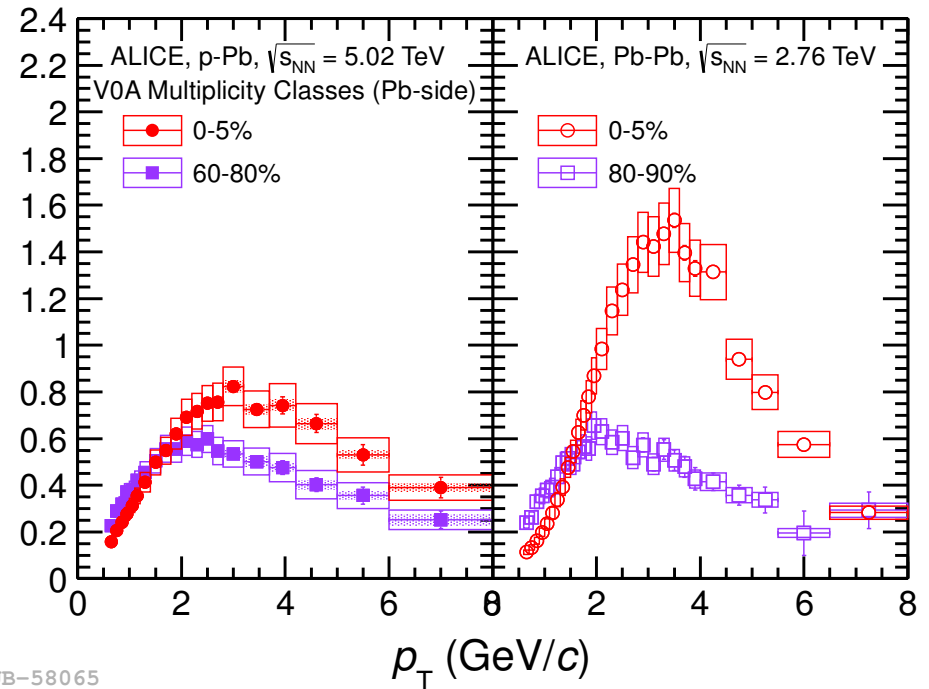 2.4
2.2
2
1.8
1.6
1.4
1.2
1
0.8
0.6
0.4
0.2
0
ALICE, p-Pb, √sNN = 5.02 TeV
V0A Multiplicity Classes (Pb-side)
0-5%
60-80%
0 2 4 6 8
ALICE, Pb-Pb, √sNN = 2.76 TeV
0-5%
80-90%
2 4 6 8
pT (GeV/c)
B−58065